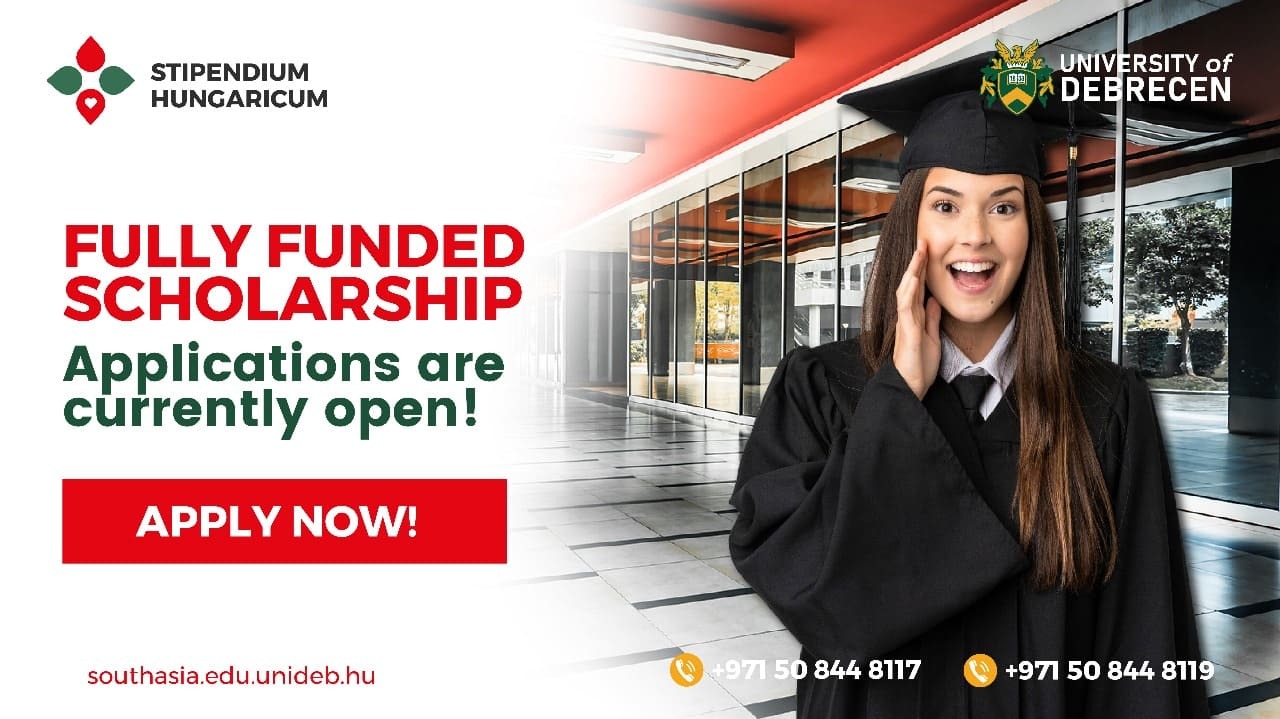 STIPENDIUM
HUNGARICUM
UNIVERSITY of
DEBRECEN
FULLY FUNDED
SCHOLARSHIP
Applications are
currently open!
APPLY NOW!
southasia.edu.unideb.hu
+971 50 844 8117
+971 50 844 8119